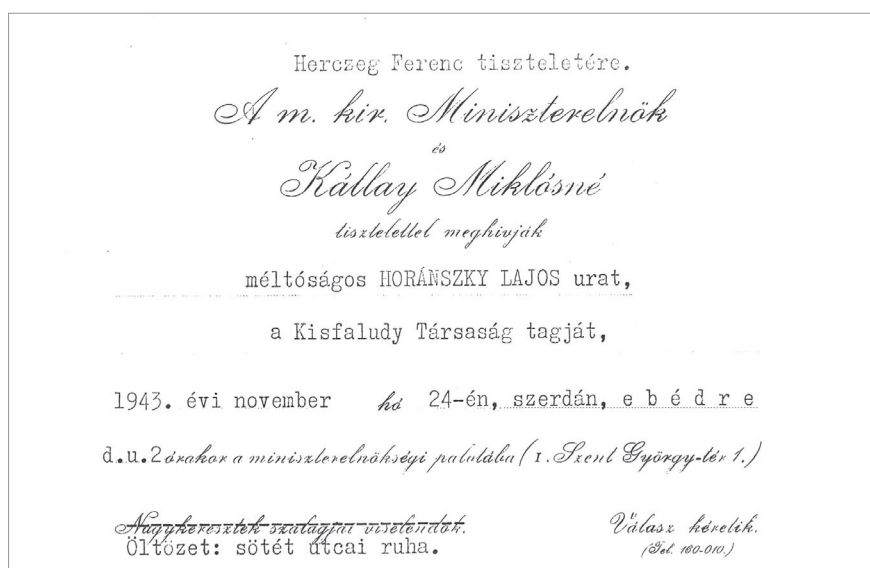 Herczeg Ferenc tiszteletére.
A m. kir. Miniszterelnök
és
Kállay Miklósné
tisztelettel meghivják
méltóságos HORÁNSZKY LAJOS urat,
a Kisfaludy Társaság tagját,
1943. évi november hó 24-én, szerdán, e b é d r e
d.u.2 órakor a miniszterelnökségi palotába (I. Szent György-tér 1.)
Nagykeresztek szalagjai viselendők.
Öltözet: sötét utcai ruha.
Válasz kérelik.
(Tel. 160-010.)